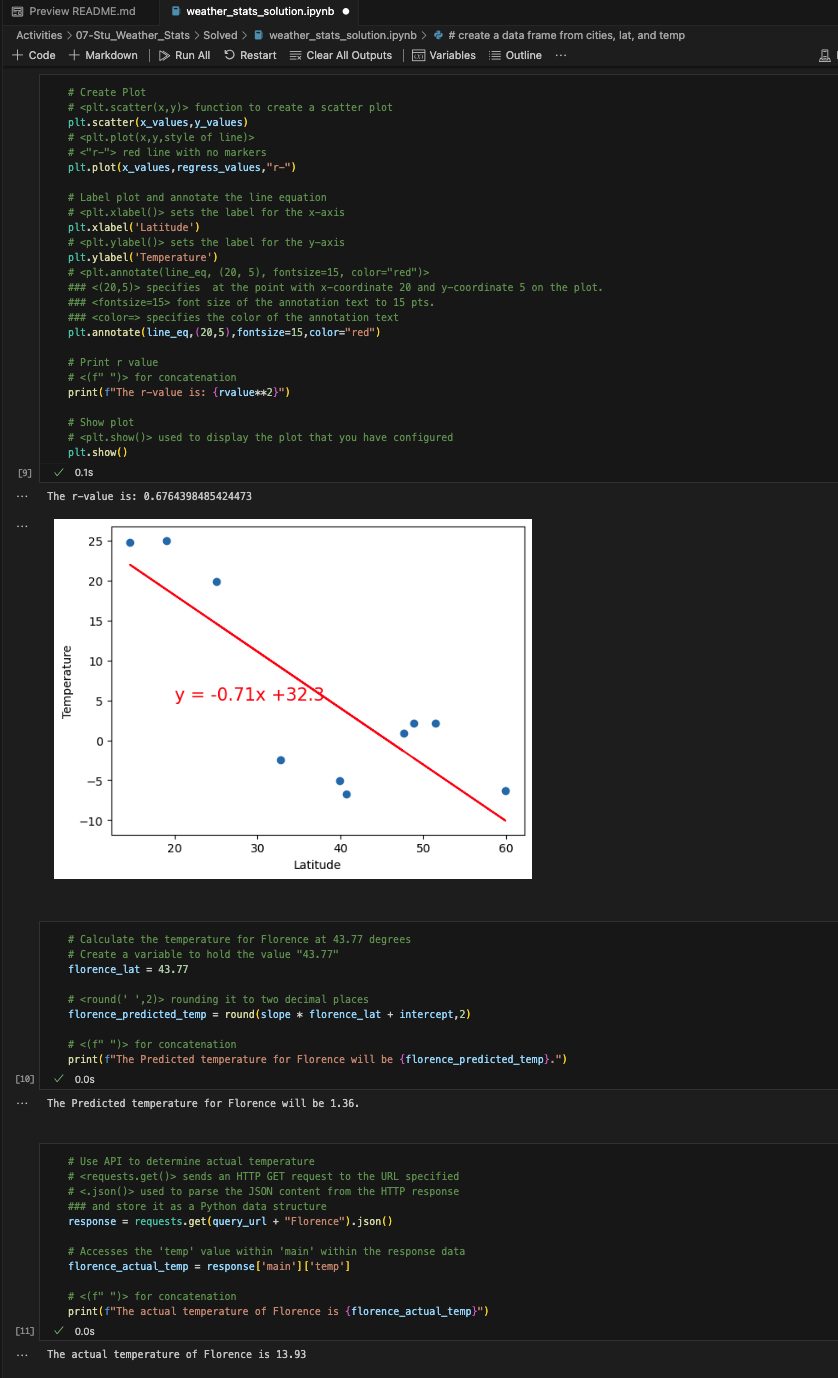 Preview README.md
weather_stats_solution.ipynb
Activities > 07-Stu_Weather_Stats > Solved > weather_stats_solution.ipynb > # create a data frame from cities, lat, and temp
+ Code + Markdown | Run All Restart Clear All Outputs | Variables Outline ...
# Create Plot
# <plt.scatter(x,y)> function to create a scatter plot
plt.scatter(x_values,y_values)
# <plt.plot(x,y,style of line)>
# <"r-"> red line with no markers
plt.plot(x_values,regress_values,"r-")
# Label plot and annotate the line equation
# <plt.xlabel()> sets the label for the x-axis
plt.xlabel('Latitude')
# <plt.ylabel()> sets the label for the y-axis
plt.ylabel('Temperature')
# <plt.annotate(line_eq, (20, 5), fontsize=15, color="red")>
### <(20,5)> specifies  at the point with x-coordinate 20 and y-coordinate 5 on the plot.
### <fontsize=15> font size of the annotation text to 15 pts.
### <color=> specifies the color of the annotation text
plt.annotate(line_eq,(20,5),fontsize=15,color="red")
# Print r value
# <(f" ")> for concatenation
print(f"The r-value is: {rvalue**2}")
# Show plot
# <plt.show()> used to display the plot that you have configured
plt.show()
[9] ✓ 0.1s
... The r-value is: 0.6764398485424473
...
25
20
15
10
5
0
−5
−10
Temperature
y = -0.71x +32.3
20 30 40 50 60
Latitude
# Calculate the temperature for Florence at 43.77 degrees
# Create a variable to hold the value "43.77"
florence_lat = 43.77
# <round(' ',2)> rounding it to two decimal places
florence_predicted_temp = round(slope * florence_lat + intercept,2)
# <(f" ")> for concatenation
print(f"The Predicted temperature for Florence will be {florence_predicted_temp}.")
[10] ✓ 0.0s
... The Predicted temperature for Florence will be 1.36.
# Use API to determine actual temperature
# <requests.get()> sends an HTTP GET request to the URL specified
# <.json()> used to parse the JSON content from the HTTP response
### and store it as a Python data structure
response = requests.get(query_url + "Florence").json()
# Accesses the 'temp' value within 'main' within the response data
florence_actual_temp = response['main']['temp']
# <(f" ")> for concatenation
print(f"The actual temperature of Florence is {florence_actual_temp}")
[11] ✓ 0.0s
... The actual temperature of Florence is 13.93